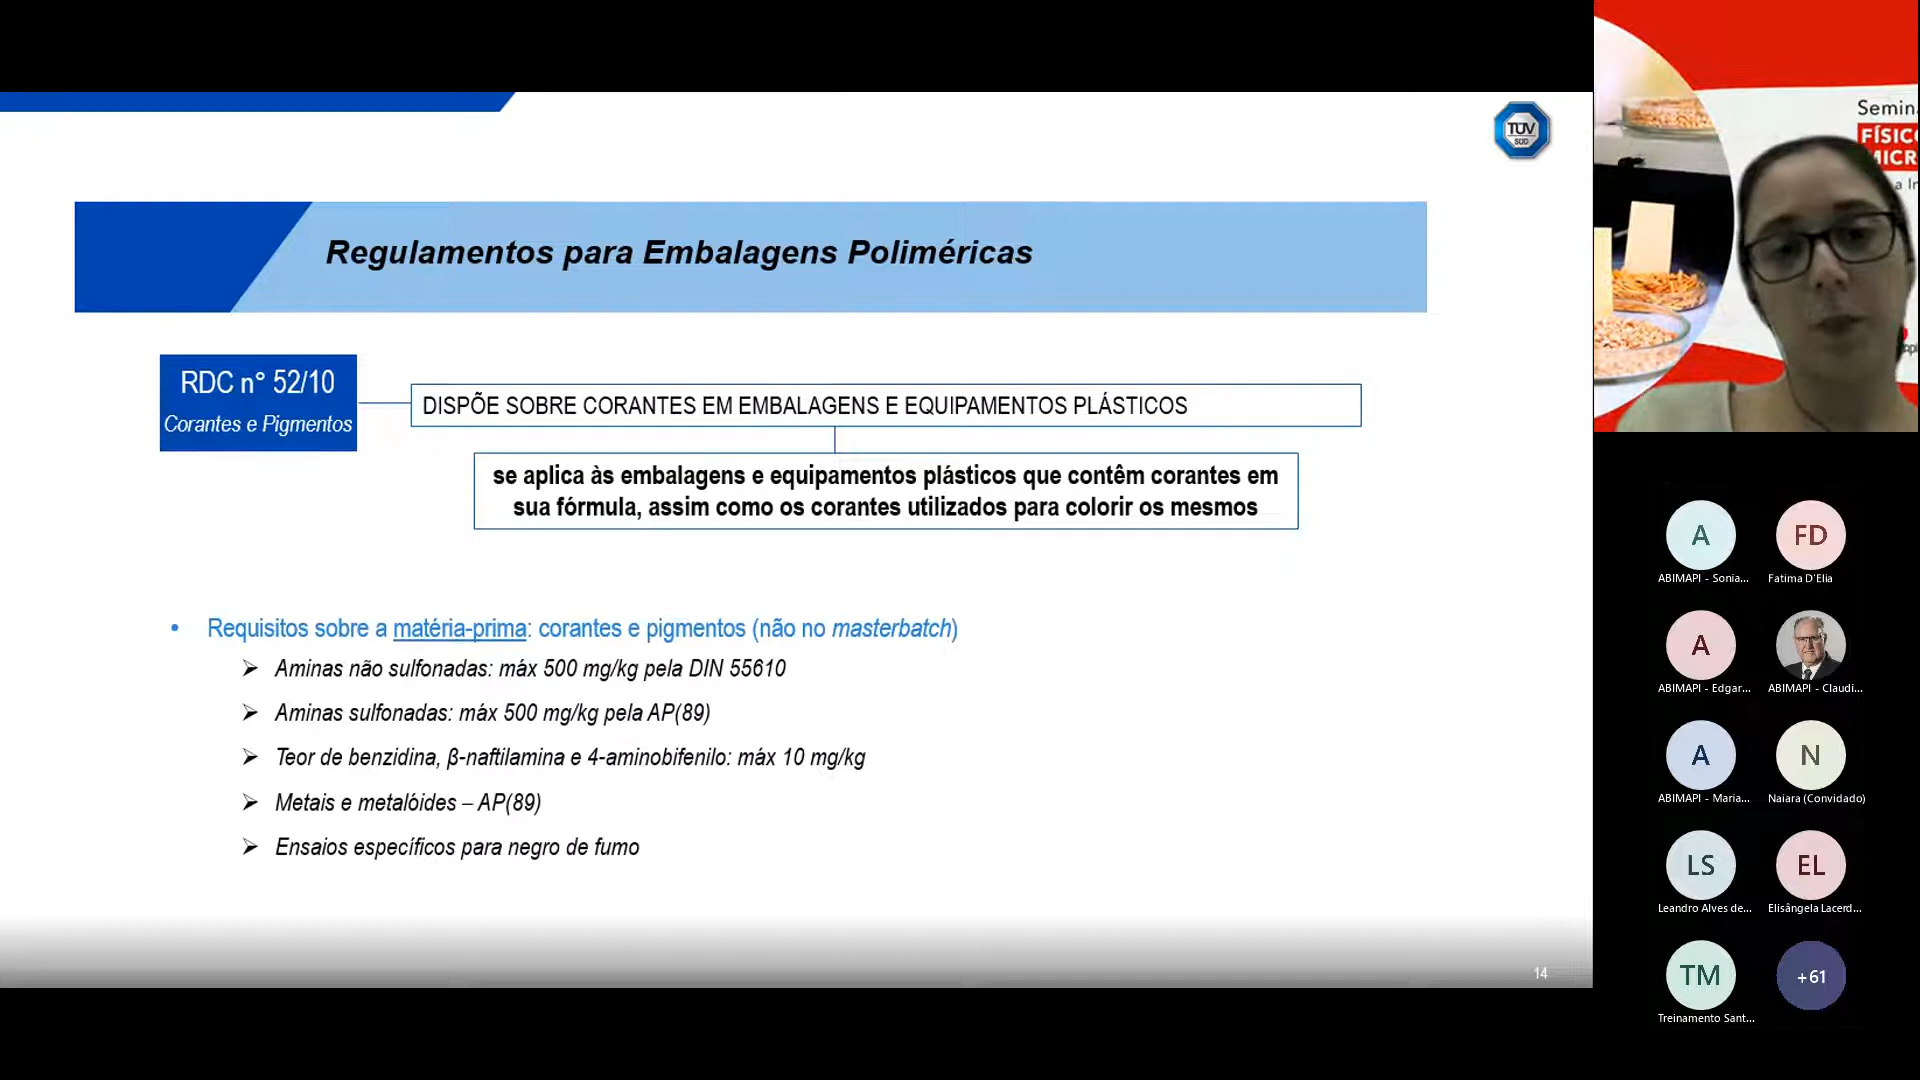 TÜV
SÜD
Regulamentos para Embalagens Poliméricas
RDC n° 52/10
Corantes e Pigmentos
DISPÕE SOBRE CORANTES EM EMBALAGENS E EQUIPAMENTOS PLÁSTICOS
se aplica às embalagens e equipamentos plásticos que contêm corantes em
sua fórmula, assim como os corantes utilizados para colorir os mesmos
• Requisitos sobre a matéria-prima: corantes e pigmentos (não no masterbatch)
➢ Aminas não sulfonadas: máx 500 mg/kg pela DIN 55610
➢ Aminas sulfonadas: máx 500 mg/kg pela AP(89)
➢ Teor de benzidina, β-naftilamina e 4-aminobifenilo: máx 10 mg/kg
➢ Metais e metalóides – AP(89)
➢ Ensaios específicos para negro de fumo
14
Semin
FÍSIC
MICR
a In
A
FD
ABIMAPI - Sonia...
Fatima D'Elia
A
ABIMAPI - Edgar...
ABIMAPI - Claudi...
A
N
ABIMAPI - Maria...
Naiara (Convidado)
LS
EL
Leandro Alves de...
Elisângela Lacerd...
TM
+61
Treinamento Sant...